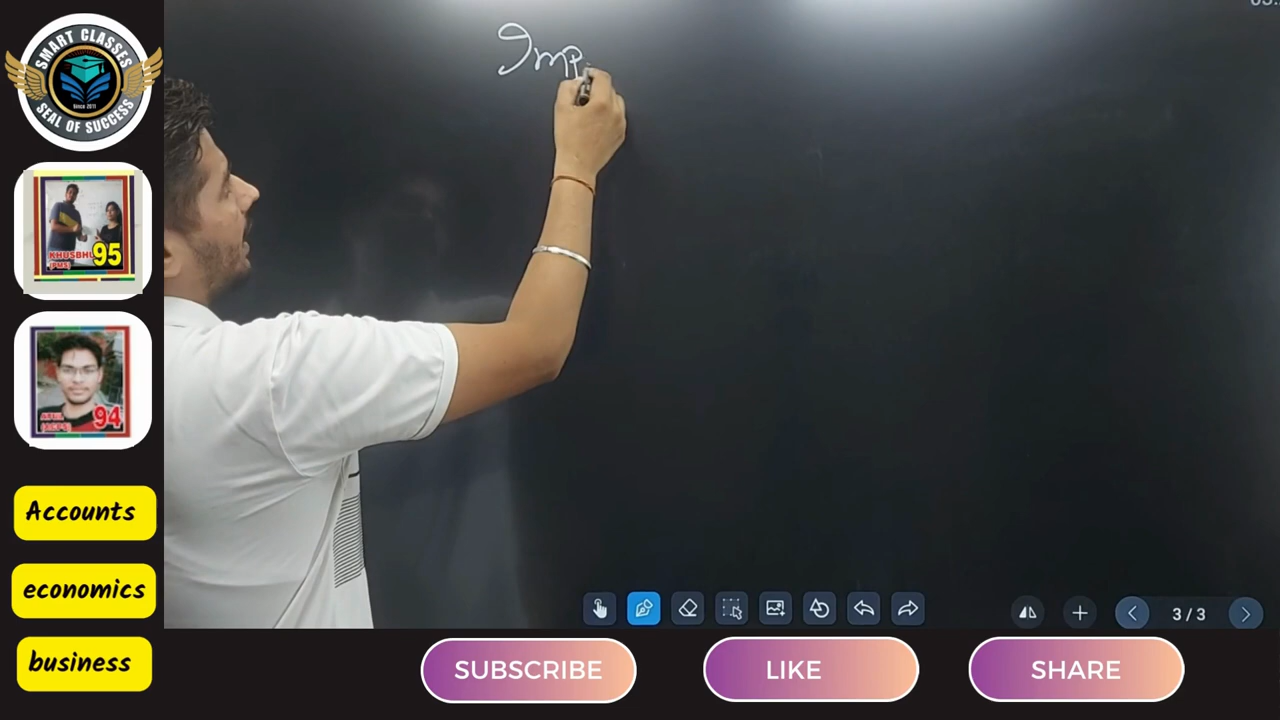 SMART CLASSES
Since 2011
SEAL OF SUCCESS
Imp
KHUSBHU 95
94
Accounts
economics
business
3 / 3
SUBSCRIBE
LIKE
SHARE